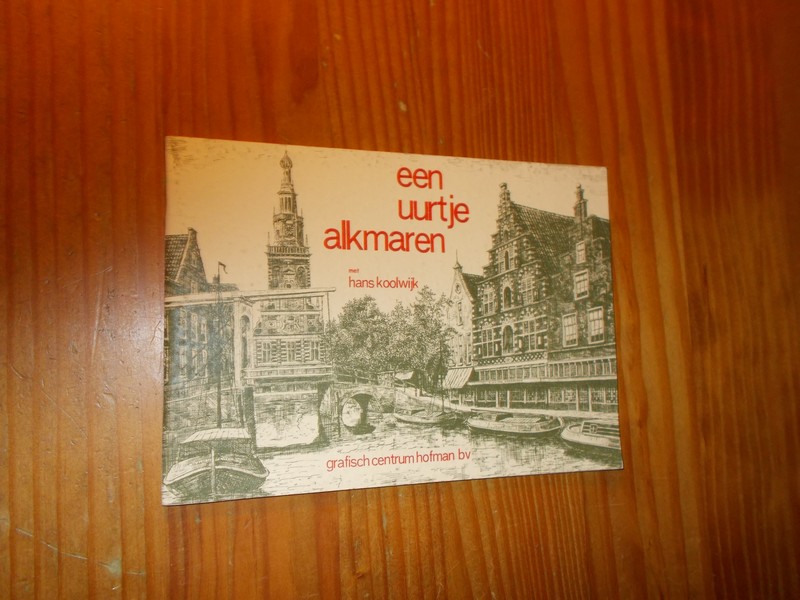 een
uurtje
alkmaren
met
hans koolwijk
grafisch centrum hofman bv